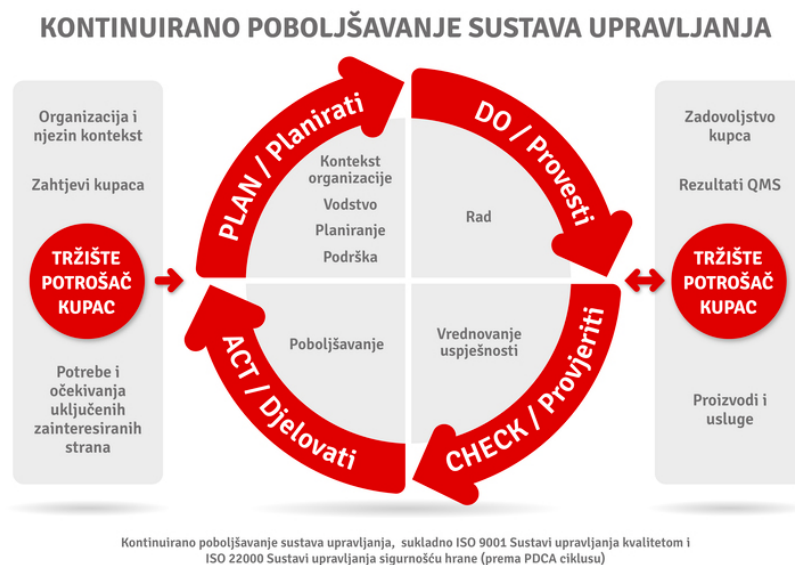 KONTINUIRANO POBOLJŠAVANJE SUSTAVA UPRAVLJANJA
Organizacija i
njezin kontekst
Zahtjevi kupaca
TRŽIŠTE
POTROŠAČ
KUPAC
Potrebe i
očekivanja
uključenih
zainteresiranih
strana
PLAN / Planirati
Kontekst
organizacije
Vodstvo
Planiranje
Podrška
DO / Provesti
Rad
ACT / Djelovati
Poboljšavanje
CHECK / Provjeriti
Vrednovanje
uspješnosti
Zadovoljstvo
kupca
Rezultati QMS
TRŽIŠTE
POTROŠAČ
KUPAC
Proizvodi i
usluge
Kontinuirano poboljšavanje sustava upravljanja, sukladno ISO 9001 Sustavi upravljanja kvalitetom i
ISO 22000 Sustavi upravljanja sigurnošću hrane (prema PDCA ciklusu)